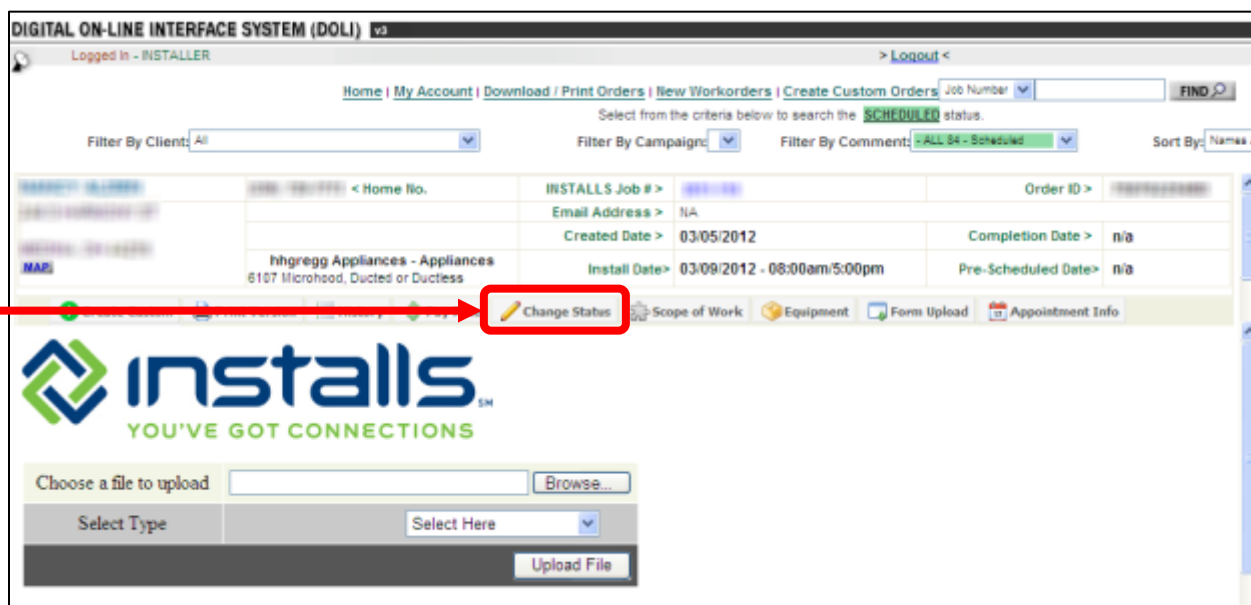 DIGITAL ON-LINE INTERFACE SYSTEM (DOLI) v3
Logged In - INSTALLER > Logout <
Home | My Account | Download / Print Orders | New Workorders | Create Custom Orders Job Number FIND
Select from the criteria below to search the SCHEDULED status.
Filter By Client: All Filter By Campaign: Filter By Comment: - ALL 84 - Scheduled Sort By: Names
< Home No. INSTALLS Job # > Order ID >
Email Address > NA
Created Date > 03/05/2012 Completion Date > n/a
MAP hhgregg Appliances - Appliances
6107 Microhood, Ducted or Ductless Install Date> 03/09/2012 - 08:00am/5:00pm Pre-Scheduled Date> n/a
Change Status Scope of Work Equipment Form Upload Appointment Info
installs SM
YOU'VE GOT CONNECTIONS
Choose a file to upload Browse...
Select Type Select Here
Upload File